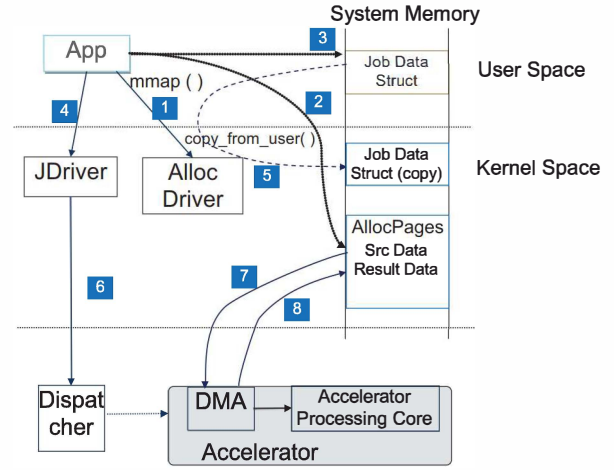 System Memory
App
3
Job Data
Struct
User Space
mmap ( )
4
1
2
copy_from_user( )
JDriver
Alloc
Driver
5
Job Data
Struct (copy)
Kernel Space
AllocPages
Src Data
Result Data
6
7
8
Dispat
cher
DMA
Accelerator
Processing Core
Accelerator